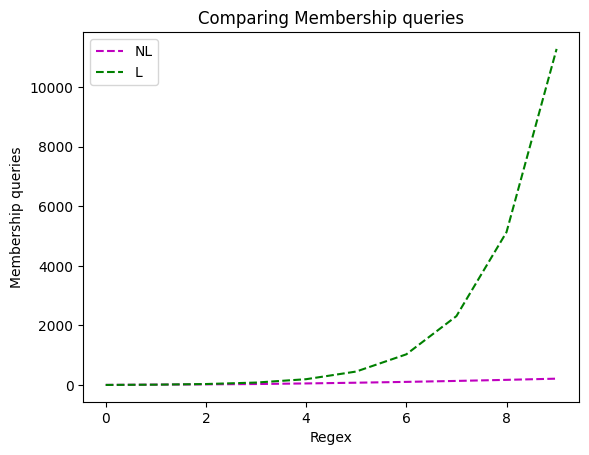 Comparing Membership queries
NL
L
10000
8000
6000
4000
2000
0
Membership queries
0 2 4 6 8
Regex